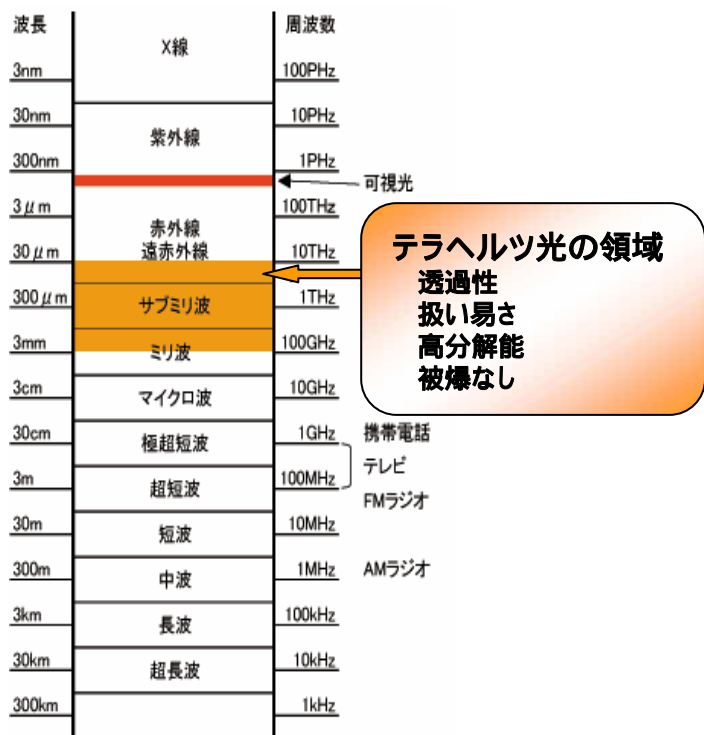 波長
周波数
X線
3nm
100PHz
30nm
10PHz
紫外線
300nm
1PHz
可視光
3μm
100THz
赤外線
遠赤外線
30μm
10THz
テラヘルツ光の領域
透過性
扱い易さ
高分解能
被爆なし
300μm
サブミリ波
1THz
3mm
ミリ波
100GHz
3cm
マイクロ波
10GHz
30cm
極超短波
1GHz
携帯電話
テレビ
3m
超短波
100MHz
FMラジオ
30m
短波
10MHz
300m
中波
1MHz
AMラジオ
3km
長波
100kHz
30km
超長波
10kHz
300km
1kHz